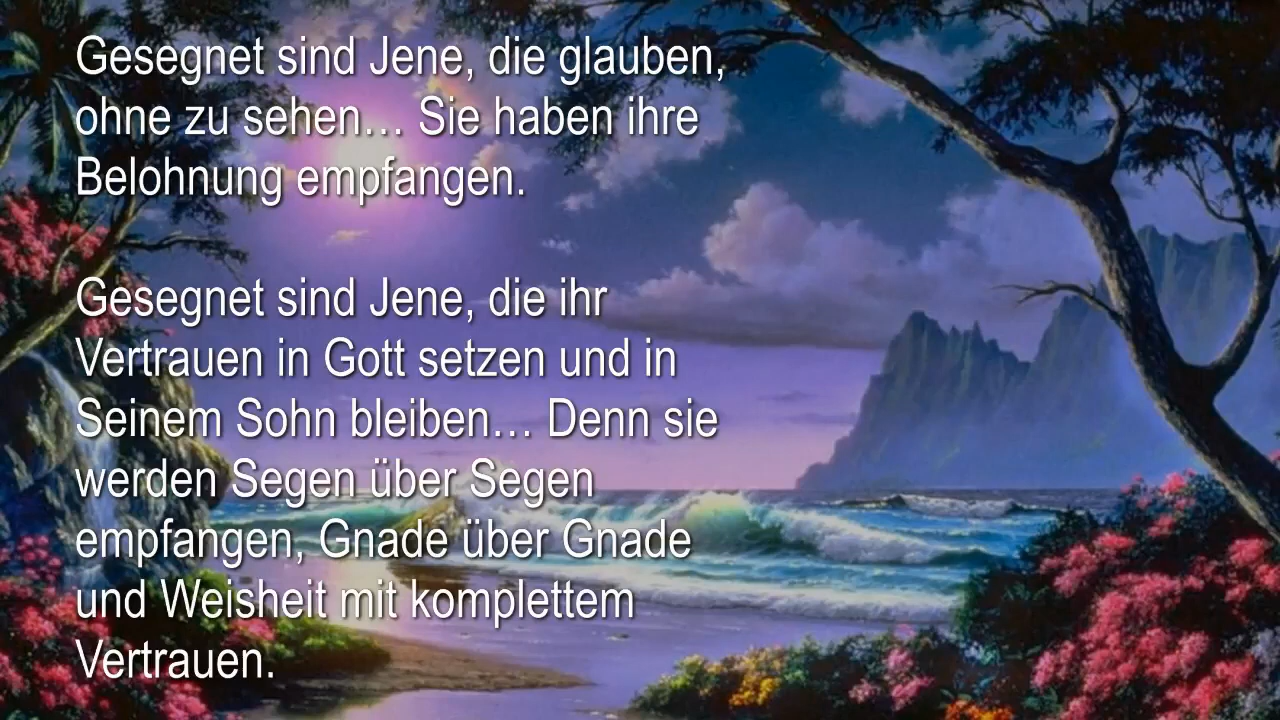 Gesegnet sind Jene, die glauben,
ohne zu sehen… Sie haben ihre
Belohnung empfangen.
Gesegnet sind Jene, die ihr
Vertrauen in Gott setzen und in
Seinem Sohn bleiben… Denn sie
werden Segen über Segen
empfangen, Gnade über Gnade
und Weisheit mit komplettem
Vertrauen.